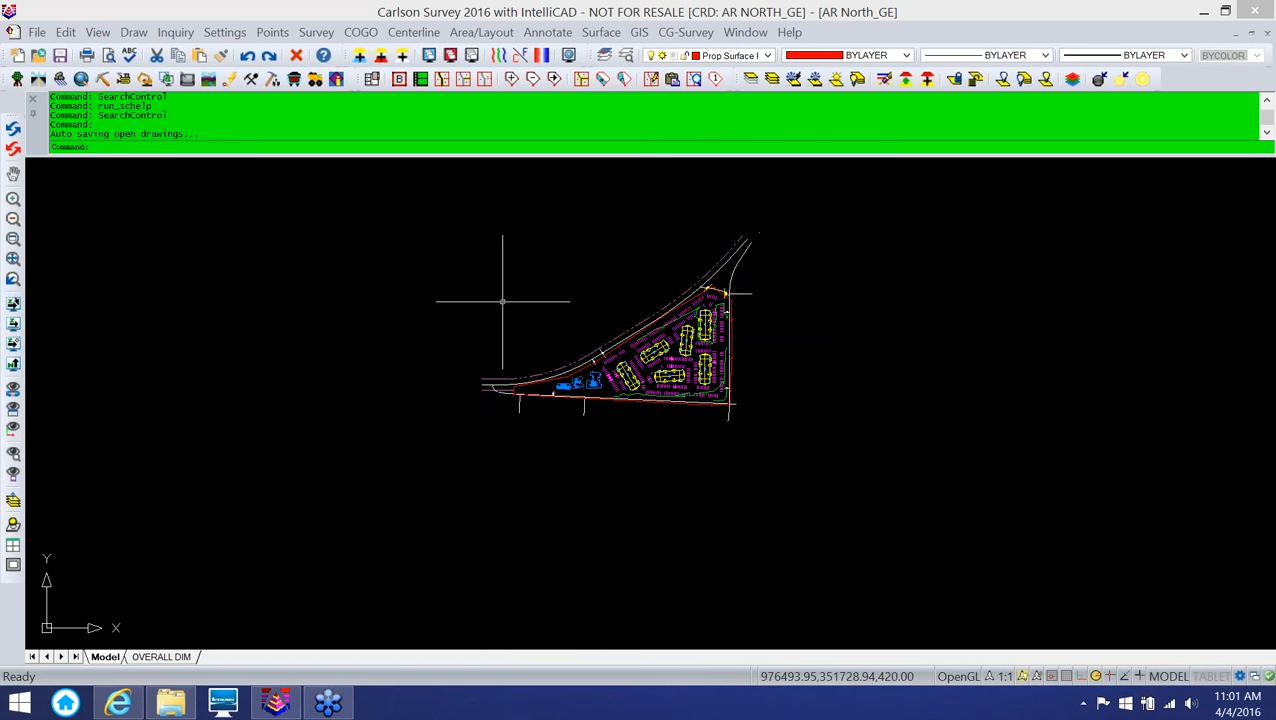 Carlson Survey 2016 with IntelliCAD - NOT FOR RESALE [CRD: AR NORTH_GE] - [AR North_GE]
File Edit View Draw Inquiry Settings Points Survey COGO Centerline Area/Layout Annotate Surface GIS CG-Survey Window Help
ABC Prop Surface F BYLAYER BYLAYER BYLAYER BYCOLOR
Command: SearchControl
Command: run_schelp
Command: SearchControl
Command:
Auto saving open drawings...
Command:
Y
X
Model OVERALL DIM
Ready 976493.95,351728.94,420.00 OpenGL 1:1 MODEL TABLET
11:01 AM
4/4/2016